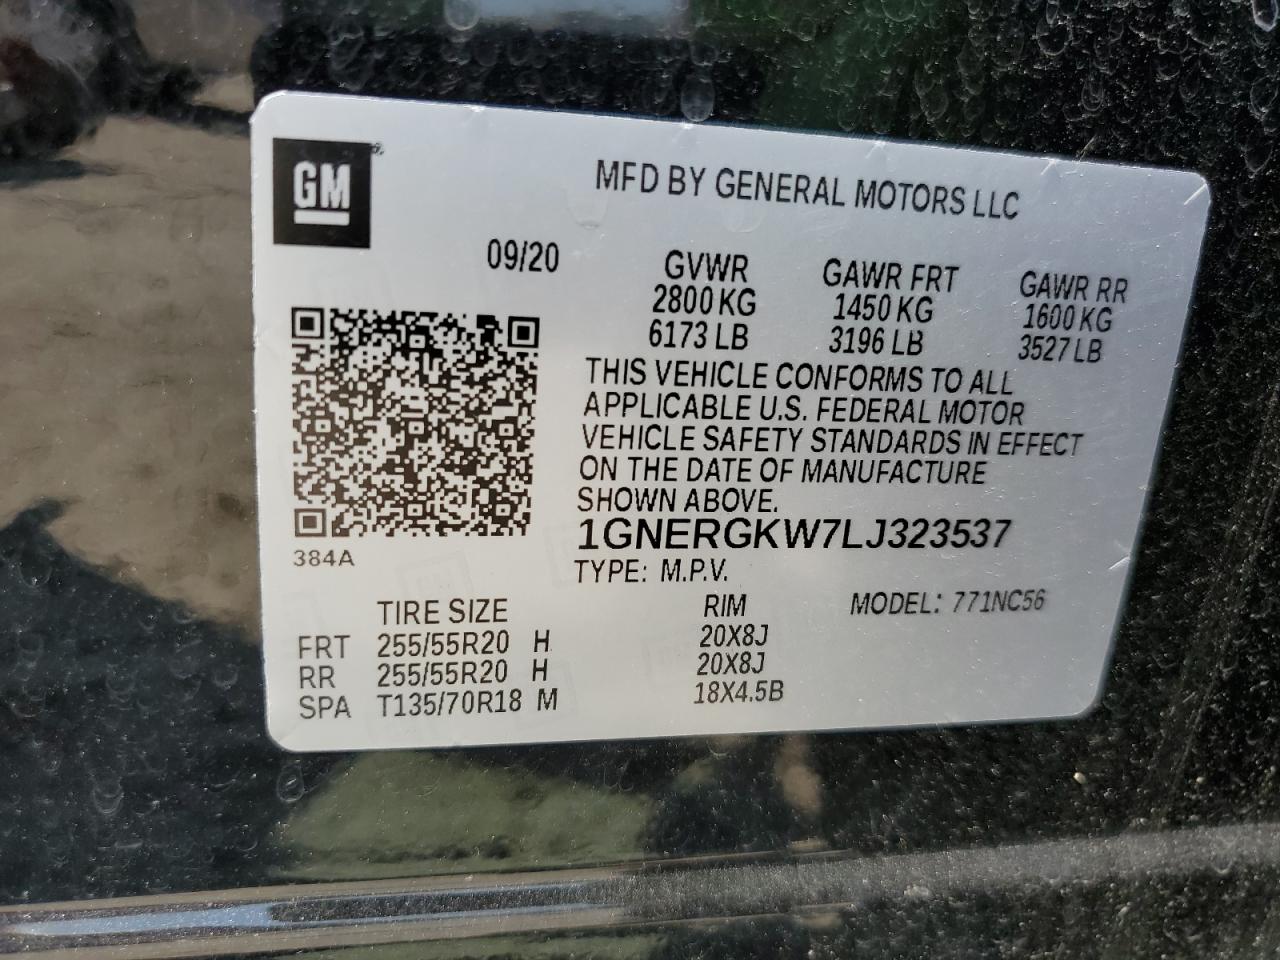 GM
MFD BY GENERAL MOTORS LLC
09/20
GVWR GAWR FRT GAWR RR
2800 KG 1450 KG 1600 KG
6173 LB 3196 LB 3527 LB
THIS VEHICLE CONFORMS TO ALL
APPLICABLE U.S. FEDERAL MOTOR
VEHICLE SAFETY STANDARDS IN EFFECT
ON THE DATE OF MANUFACTURE
SHOWN ABOVE.
1GNERGKW7LJ323537
384A
TYPE: M.P.V.
TIRE SIZE RIM MODEL: 771NC56
FRT 255/55R20 H 20X8J
RR 255/55R20 H 20X8J
SPA T135/70R18 M 18X4.5B